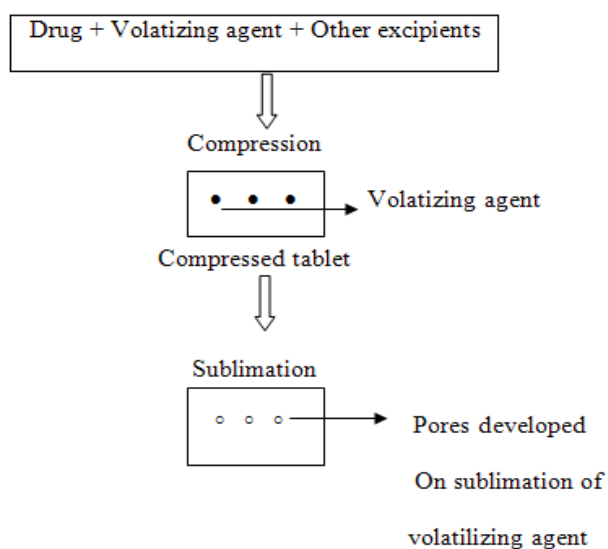 Drug + Volatizing agent + Other excipients
Compression
Volatizing agent
Compressed tablet
Sublimation
Pores developed
On sublimation of
volatilizing agent